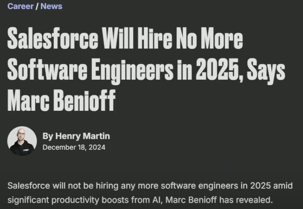 Career / News
Salesforce Will Hire No More
Software Engineers in 2025, Says
Marc Benioff
By Henry Martin
December 18, 2024
Salesforce will not be hiring any more software engineers in 2025 amid
significant productivity boosts from AI, Marc Benioff has revealed.